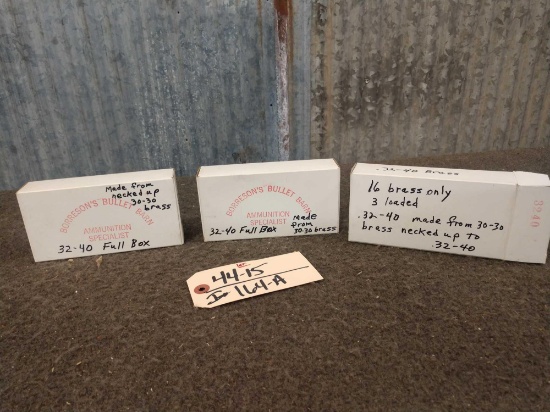 Made from
necked up
30-30
brass
BORRESON'S BULLET BARN
AMMUNITION
SPECIALIST
32-40 Full Box
BORRESON'S BULLET BARN
AMMUNITION
SPECIALIST
Made
from
30.30 brass
32-40 Full Box
.32-40 Brass
16 brass only
3 loaded
.32-40 made from 30-30
brass necked up to
.32-40
44-15
164-A